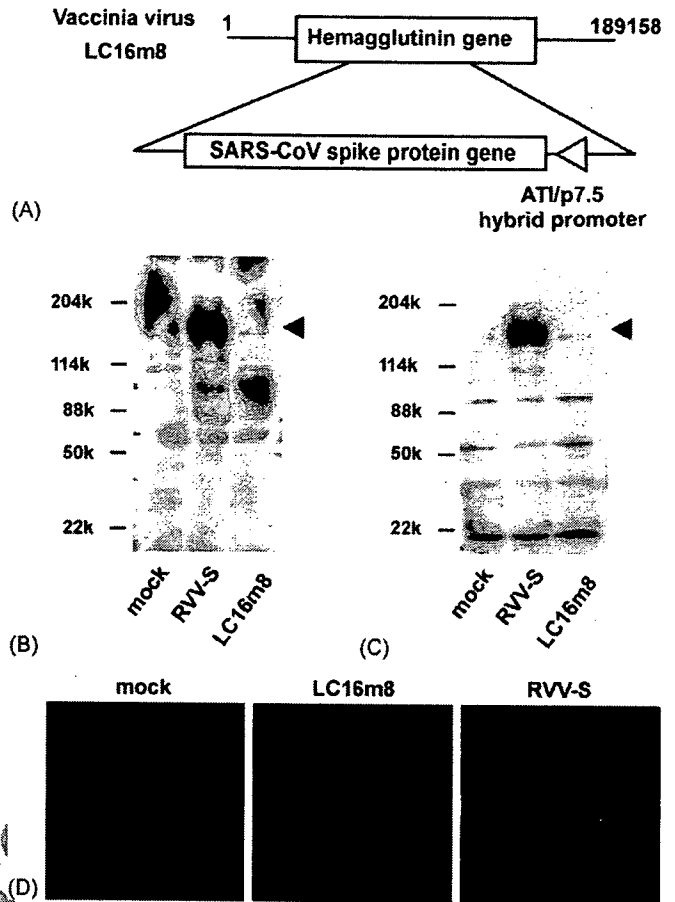 Vaccinia virus
LC16m8
1
Hemagglutinin gene
189158
SARS-CoV spike protein gene
ATI/p7.5
hybrid promoter
(A)
204k
114k
88k
50k
22k
mock
RVV-S
LC16m8
(B)
204k
114k
88k
50k
22k
mock
RVV-S
LC16m8
(C)
mock
LC16m8
RVV-S
(D)